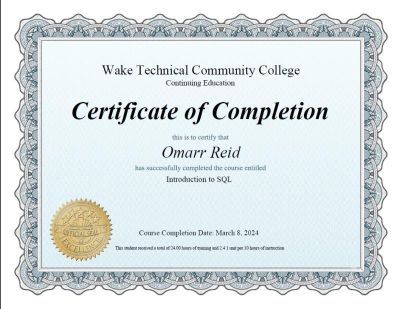 Wake Technical Community College
Continuing Education
Certificate of Completion
this is to certify that
Omarr Reid
has successfully completed the course entitled
Introduction to SQL
OFFICIAL SEAL
EXCELLENCE
Course Completion Date: March 8, 2024
This student received a total of 24.00 hours of training and 2.4 1 unit per 10 hours of instruction